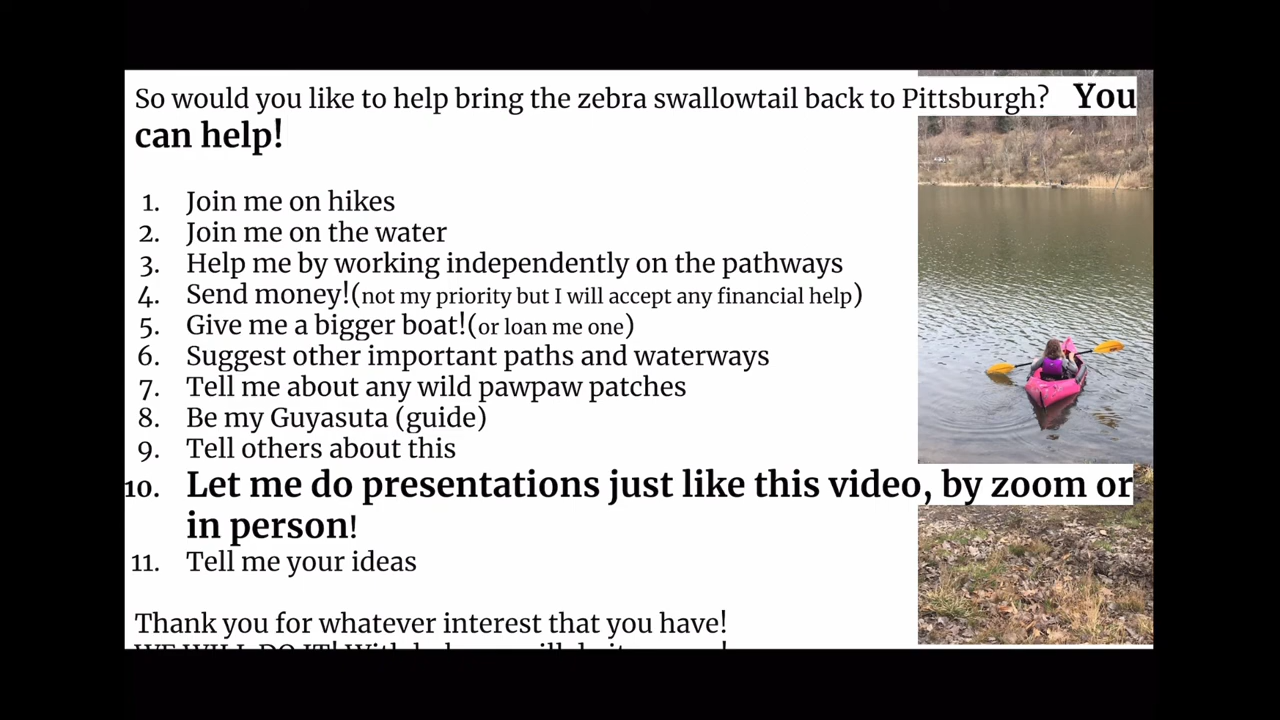 So would you like to help bring the zebra swallowtail back to Pittsburgh? You
can help!
1. Join me on hikes
2. Join me on the water
3. Help me by working independently on the pathways
4. Send money!(not my priority but I will accept any financial help)
5. Give me a bigger boat!(or loan me one)
6. Suggest other important paths and waterways
7. Tell me about any wild pawpaw patches
8. Be my Guyasuta (guide)
9. Tell others about this
10. Let me do presentations just like this video, by zoom or
in person!
11. Tell me your ideas
Thank you for whatever interest that you have!
WE WILL DO IT! With